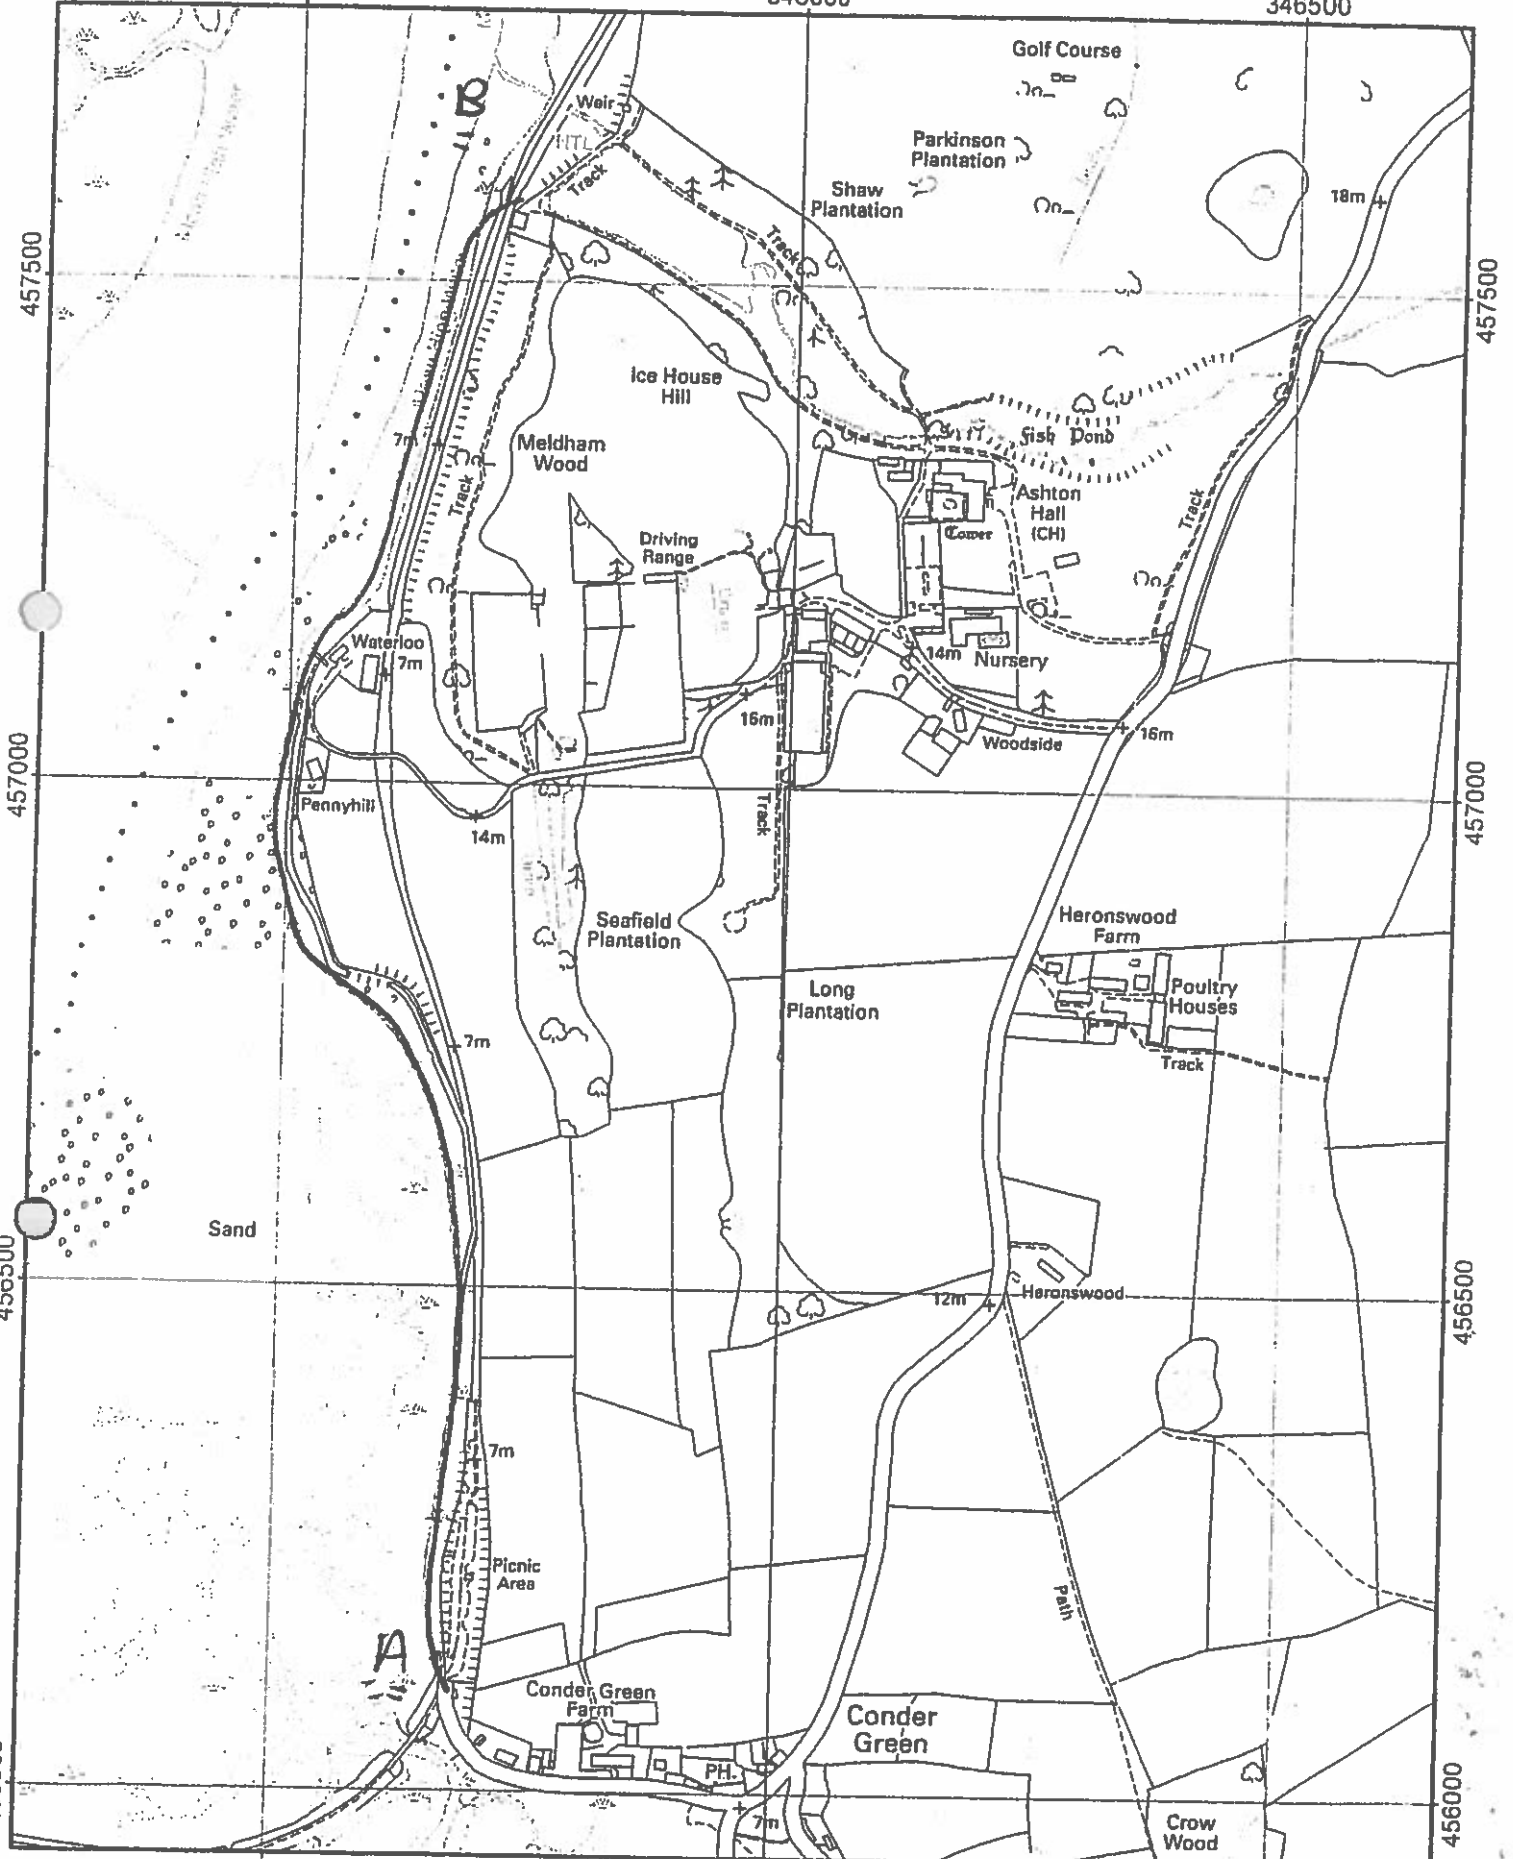 346500
Golf Course
B
Weir
NTL
Parkinson
Plantation
Track
Shaw
Plantation
18m
Track
457500
457500
Ice House
Hill
7m
Meldham
Wood
Fish Pond
Track
Ashton
Hall
(CH)
Track
Tower
Driving
Range
Waterloo
7m
14m
Nursery
16m
Woodside
16m
457000
457000
Pennyhill
14m
Track
Seafield
Plantation
Heronswood
Farm
Long
Plantation
Poultry
Houses
7m
Track
Sand
12m
Heronswood
456500
7m
Picnic
Area
Path
A
Conder Green
Farm
Conder
Green
PH
7m
Crow
Wood
456000